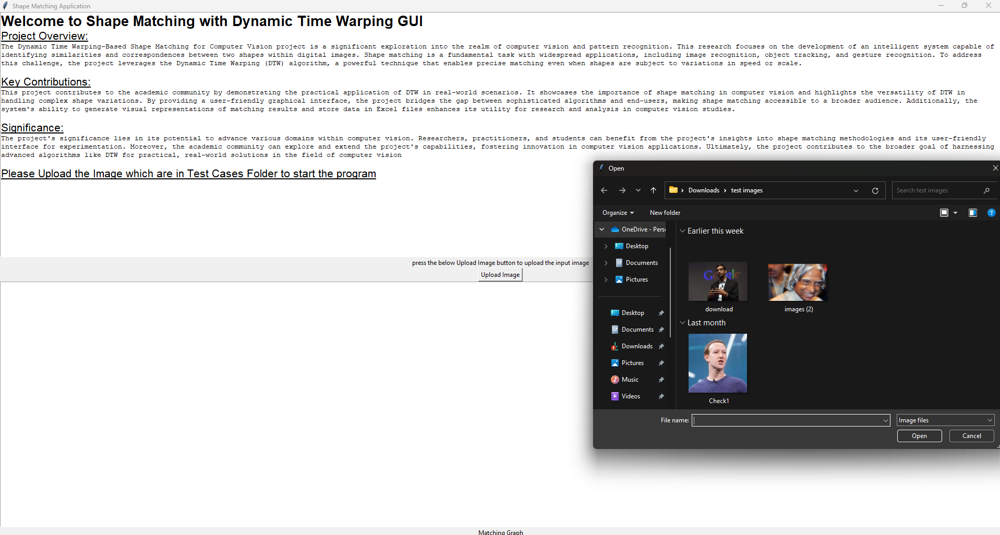 Shape Matching Application
Welcome to Shape Matching with Dynamic Time Warping GUI
Project Overview:
The Dynamic Time Warping-Based Shape Matching for Computer Vision project is a significant exploration into the realm of computer vision and pattern recognition. This research focuses on the development of an intelligent system capable of
identifying similarities and correspondences between two shapes within digital images. Shape matching is a fundamental task with widespread applications, including image recognition, object tracking, and gesture recognition. To address
this challenge, the project leverages the Dynamic Time Warping (DTW) algorithm, a powerful technique that enables precise matching even when shapes are subject to variations in speed or scale.
Key Contributions:
This project contributes to the academic community by demonstrating the practical application of DTW in real-world scenarios. It showcases the importance of shape matching in computer vision and highlights the versatility of DTW in
handling complex shape variations. By providing a user-friendly graphical interface, the project bridges the gap between sophisticated algorithms and end-users, making shape matching accessible to a broader audience. Additionally, the
system's ability to generate visual representations of matching results and store data in Excel files enhances its utility for research and analysis in computer vision studies.
Significance:
The project's significance lies in its potential to advance various domains within computer vision. Researchers, practitioners, and students can benefit from the project's insights into shape matching methodologies and its user-friendly
interface for experimentation. Moreover, the academic community can explore and extend the project's capabilities, fostering innovation in computer vision applications. Ultimately, the project contributes to the broader goal of harnessing
advanced algorithms like DTW for practical, real-world solutions in the field of computer vision
Please Upload the Image which are in Test Cases Folder to start the program
press the below Upload Image button to upload the input image
Upload Image
Matching Graph
Open
Downloads > test images
Search test images
Organize
New folder
OneDrive - Pers
Desktop
Documents
Pictures
Desktop
Documents
Downloads
Pictures
Music
Videos
Earlier this week
Google
download
images (2)
Last month
Check1
File name:
Image files
Open
Cancel